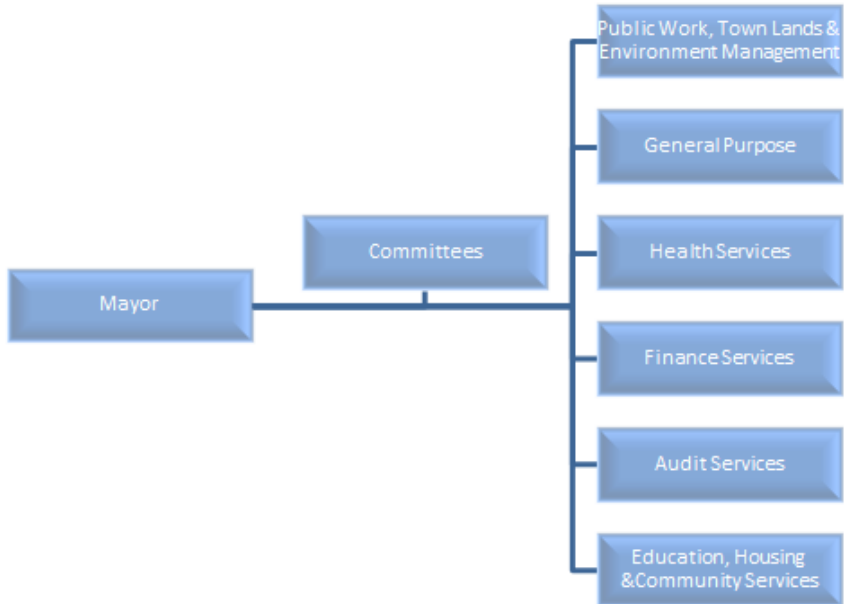 Mayor
Committees
Public Work, Town Lands &
Environment Management
General Purpose
Health Services
Finance Services
Audit Services
Education, Housing
&Community Services